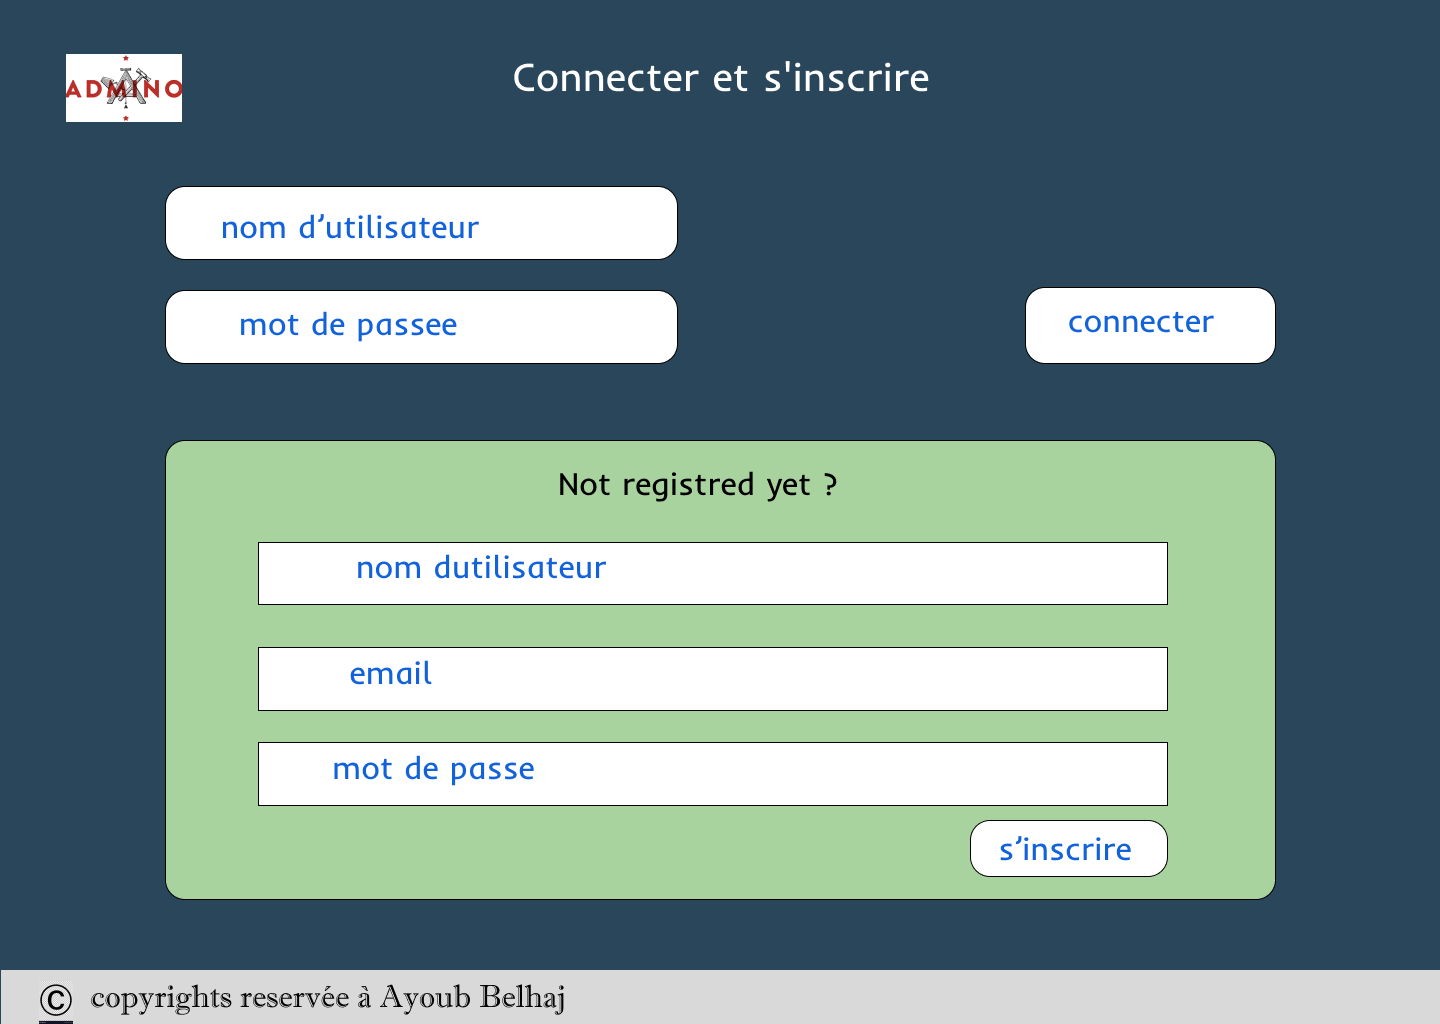 ADMINO
Connecter et s'inscrire
nom d’utilisateur
mot de passee
connecter
Not registred yet ?
nom dutilisateur
email
mot de passe
s’inscrire
© copyrights reservée à Ayoub Belhaj